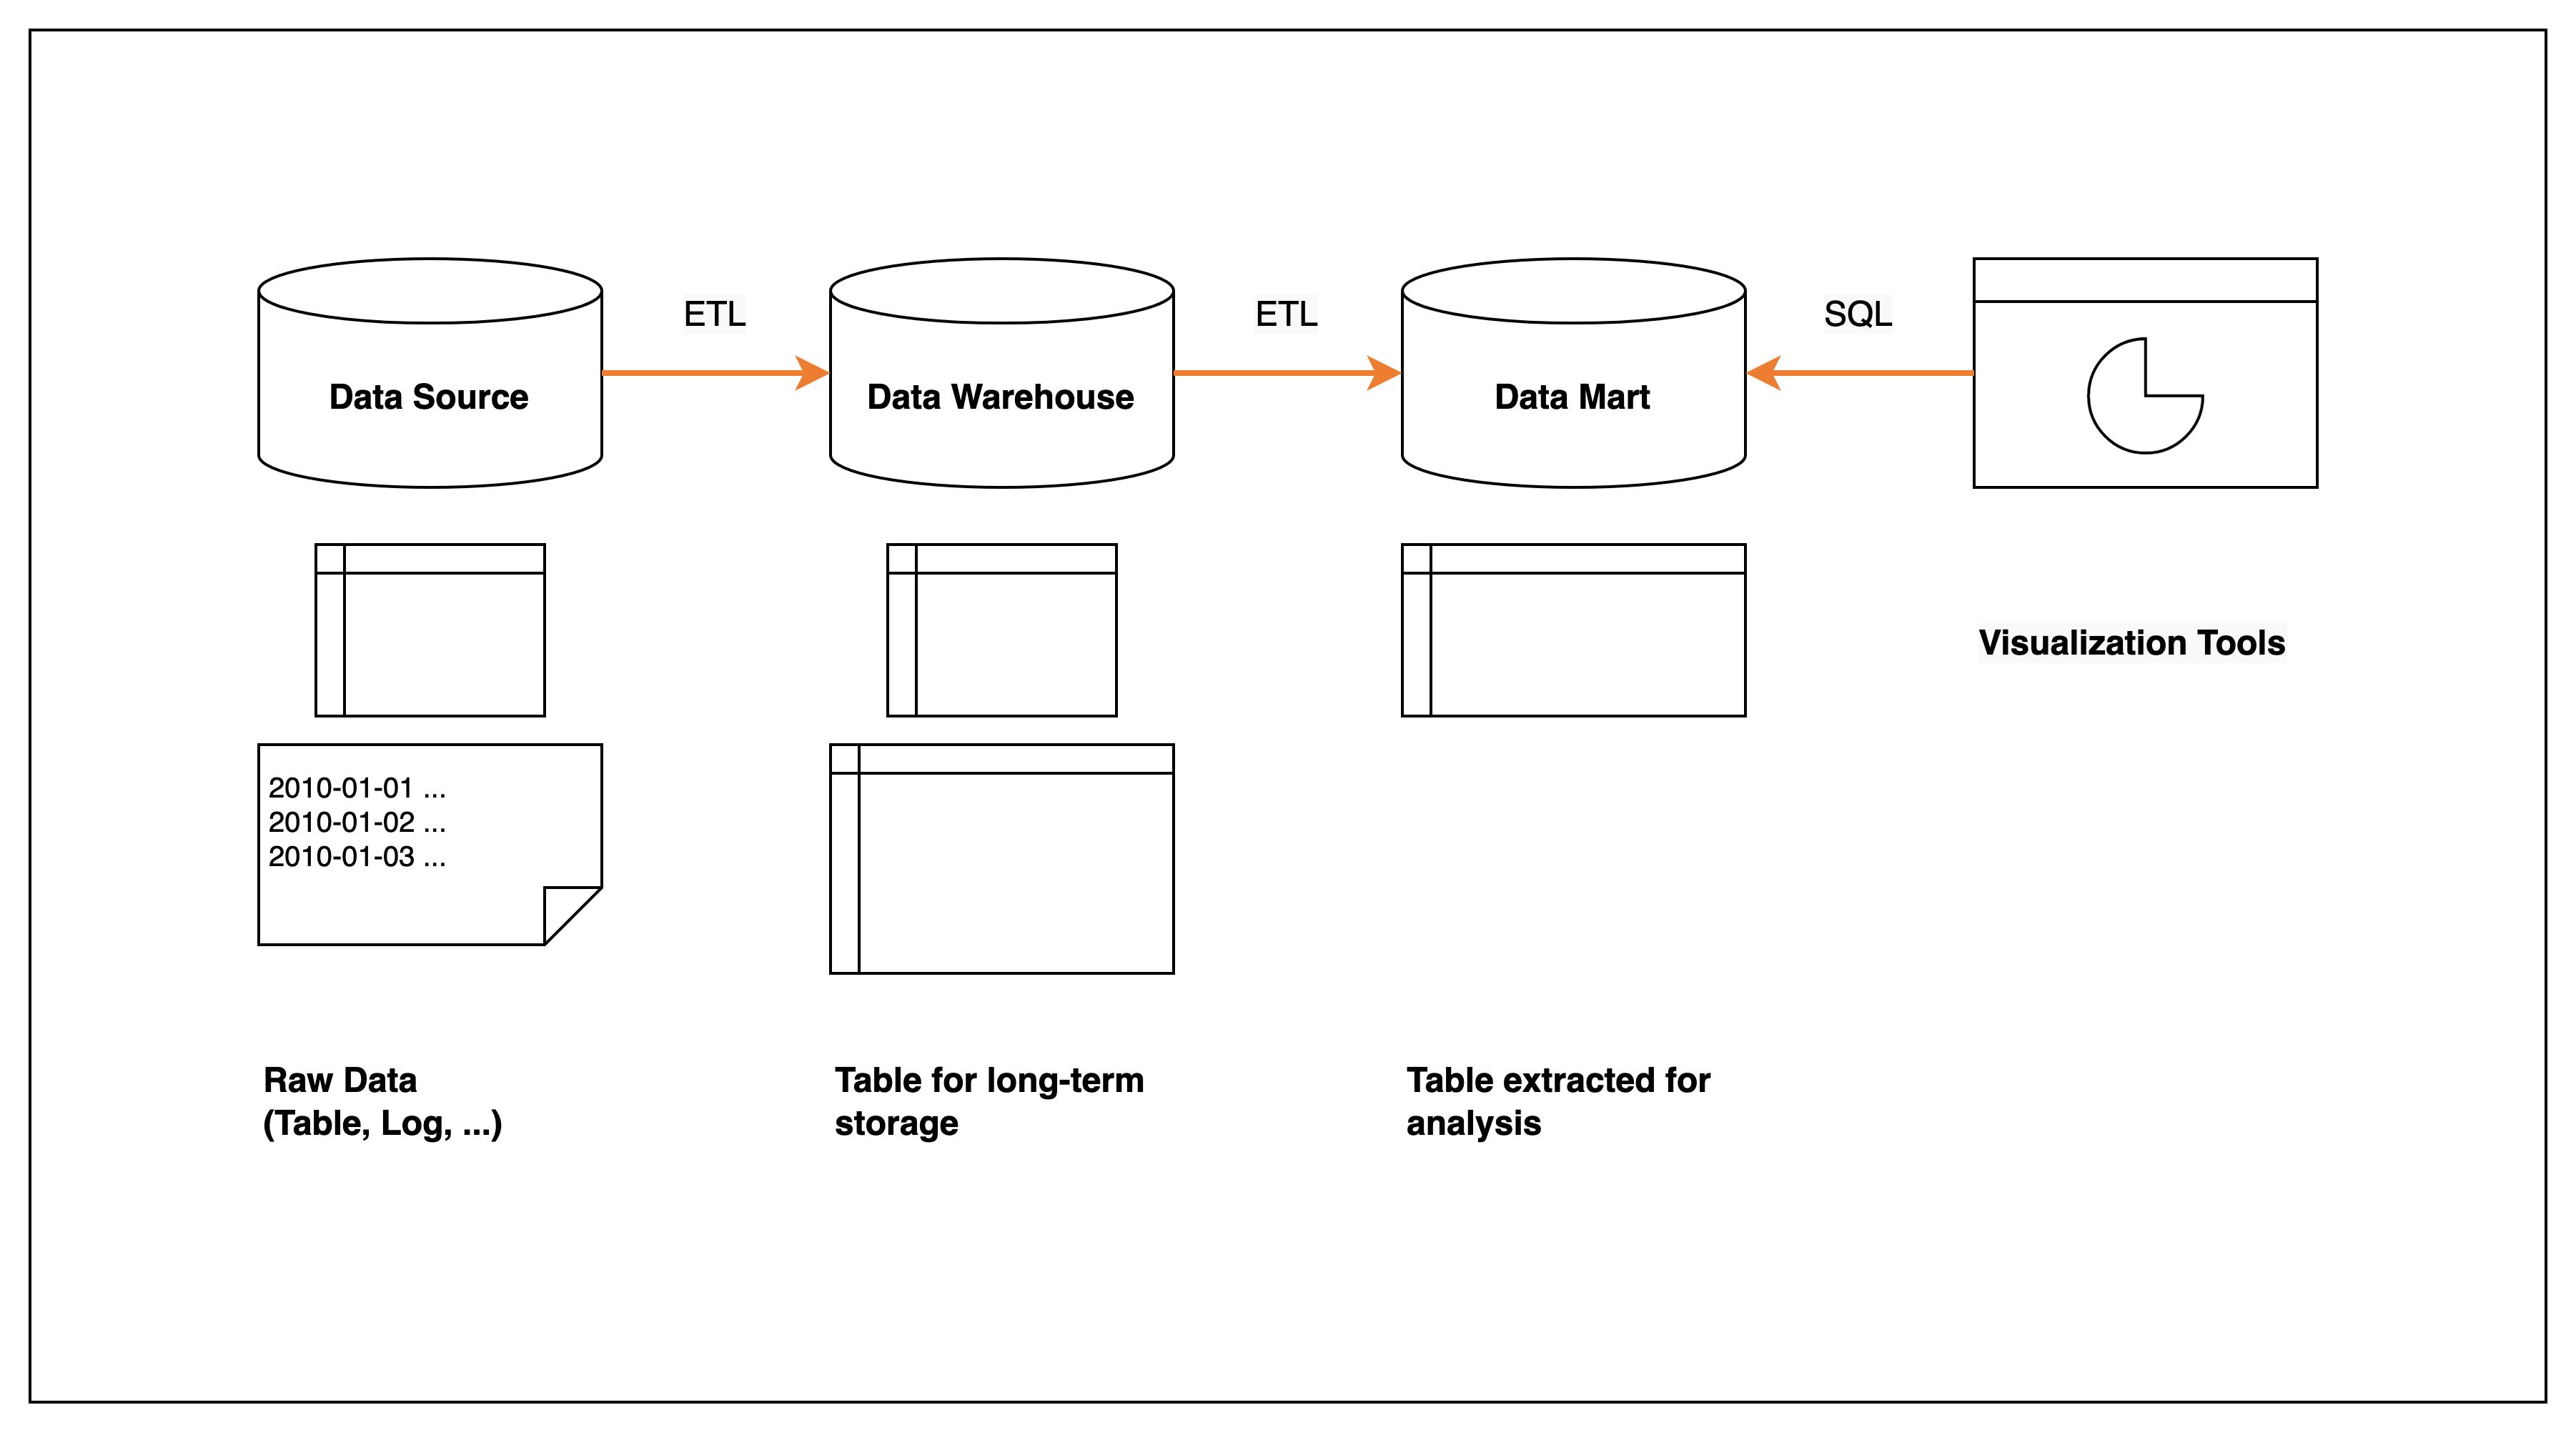 ETL
ETL
SQL
Data Source
Data Warehouse
Data Mart
Visualization Tools
2010-01-01 ...
2010-01-02 ...
2010-01-03 ...
Raw Data
(Table, Log, ...)
Table for long-term
storage
Table extracted for
analysis